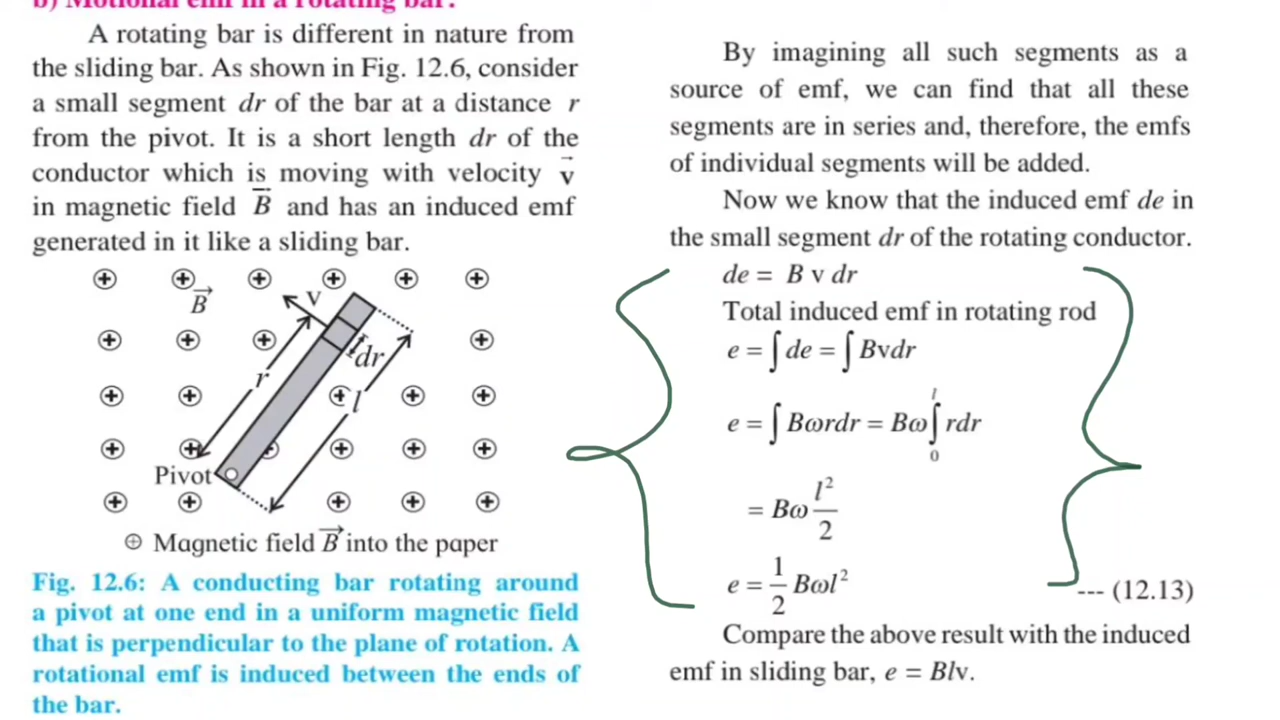 b) Motional emf in a rotating bar:
A rotating bar is different in nature from
the sliding bar. As shown in Fig. 12.6, consider
a small segment dr of the bar at a distance r
from the pivot. It is a short length dr of the
conductor which is moving with velocity v⃗
in magnetic field B⃗ and has an induced emf
generated in it like a sliding bar.
B⃗
v
dr
r
l
Pivot
⊕ Magnetic field B⃗ into the paper
Fig. 12.6: A conducting bar rotating around
a pivot at one end in a uniform magnetic field
that is perpendicular to the plane of rotation. A
rotational emf is induced between the ends of
the bar.
By imagining all such segments as a
source of emf, we can find that all these
segments are in series and, therefore, the emfs
of individual segments will be added.
Now we know that the induced emf de in
the small segment dr of the rotating conductor.
de = B v dr
Total induced emf in rotating rod
e = ∫ de = ∫ Bvdr
e = ∫ Bωrdr = Bω ∫₀ˡ rdr
= Bω l²/2
e = 1/2 Bωl² --- (12.13)
Compare the above result with the induced
emf in sliding bar, e = Blv.